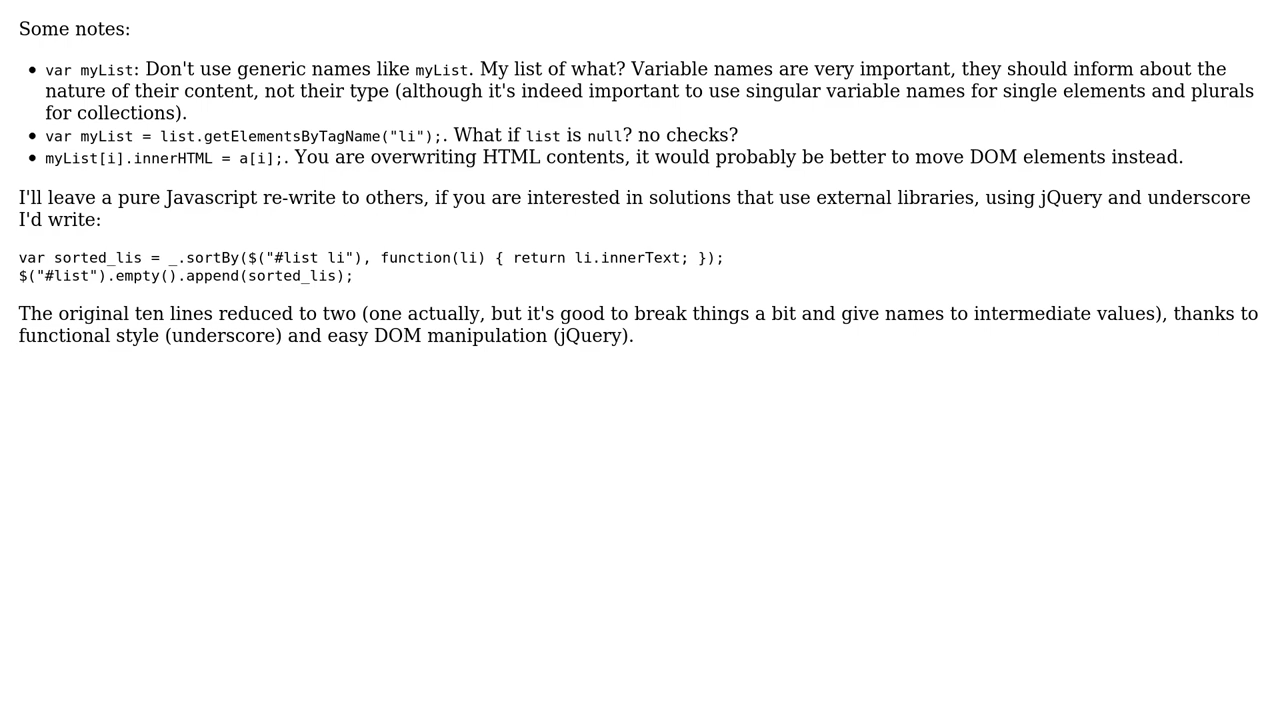 Some notes:
var myList: Don't use generic names like myList. My list of what? Variable names are very important, they should inform about the
nature of their content, not their type (although it's indeed important to use singular variable names for single elements and plurals
for collections).
var myList = list.getElementsByTagName("li");. What if list is null? no checks?
myList[i].innerHTML = a[i];. You are overwriting HTML contents, it would probably be better to move DOM elements instead.
I'll leave a pure Javascript re-write to others, if you are interested in solutions that use external libraries, using jQuery and underscore
I'd write:
var sorted_lis = _.sortBy($("#list li"), function(li) { return li.innerText; });
$("#list").empty().append(sorted_lis);
The original ten lines reduced to two (one actually, but it's good to break things a bit and give names to intermediate values), thanks to
functional style (underscore) and easy DOM manipulation (jQuery).